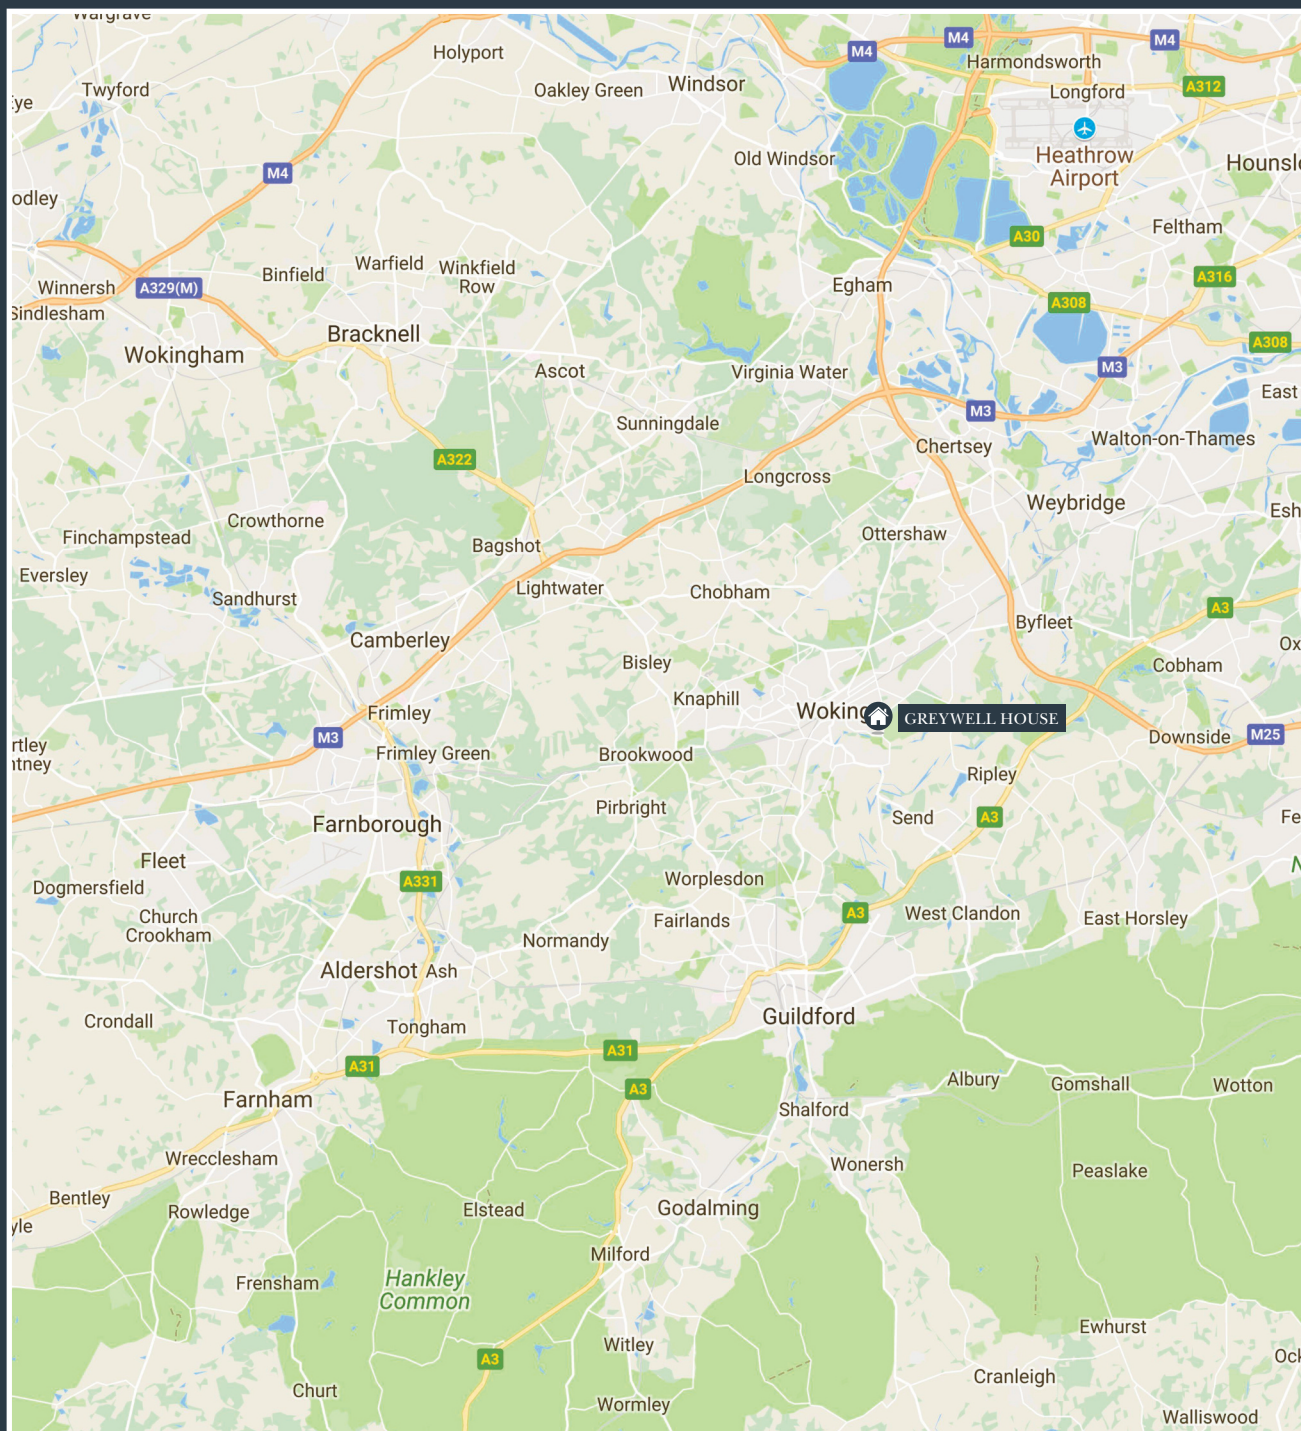 Wargrave
Holyport
M4
M4
M4
Harmondsworth
Twyford
Oakley Green
Windsor
Longford
A312
Old Windsor
Heathrow
Airport
M4
A30
Feltham
Winnersh
A329(M)
Binfield
Warfield
Winkfield
Row
Egham
A316
Sindlesham
A308
Bracknell
Wokingham
A308
Ascot
Virginia Water
M3
East
M3
Sunningdale
Chertsey
Walton-on-Thames
A322
Longcross
Weybridge
Crowthorne
Finchampstead
Bagshot
Ottershaw
Eversley
Sandhurst
Lightwater
Chobham
A3
Byfleet
Camberley
Bisley
Cobham
Knaphill
Woking
GREYWELL HOUSE
Frimley
M3
Downside
M25
Frimley Green
Brookwood
Ripley
Pirbright
Send
A3
Farnborough
Fleet
A331
Worplesdon
Dogmersfield
Church
Crookham
Fairlands
A3
West Clandon
East Horsley
Normandy
Aldershot
Ash
Crondall
Tongham
Guildford
A31
A31
A3
Albury
Gomshall
Wotton
Farnham
Shalford
Wrecclesham
Wonersh
Peaslake
Bentley
Rowledge
Elstead
Godalming
Milford
Frensham
Hankley
Common
Ewhurst
Witley
A3
Cranleigh
Churt
Wormley
Walliswood